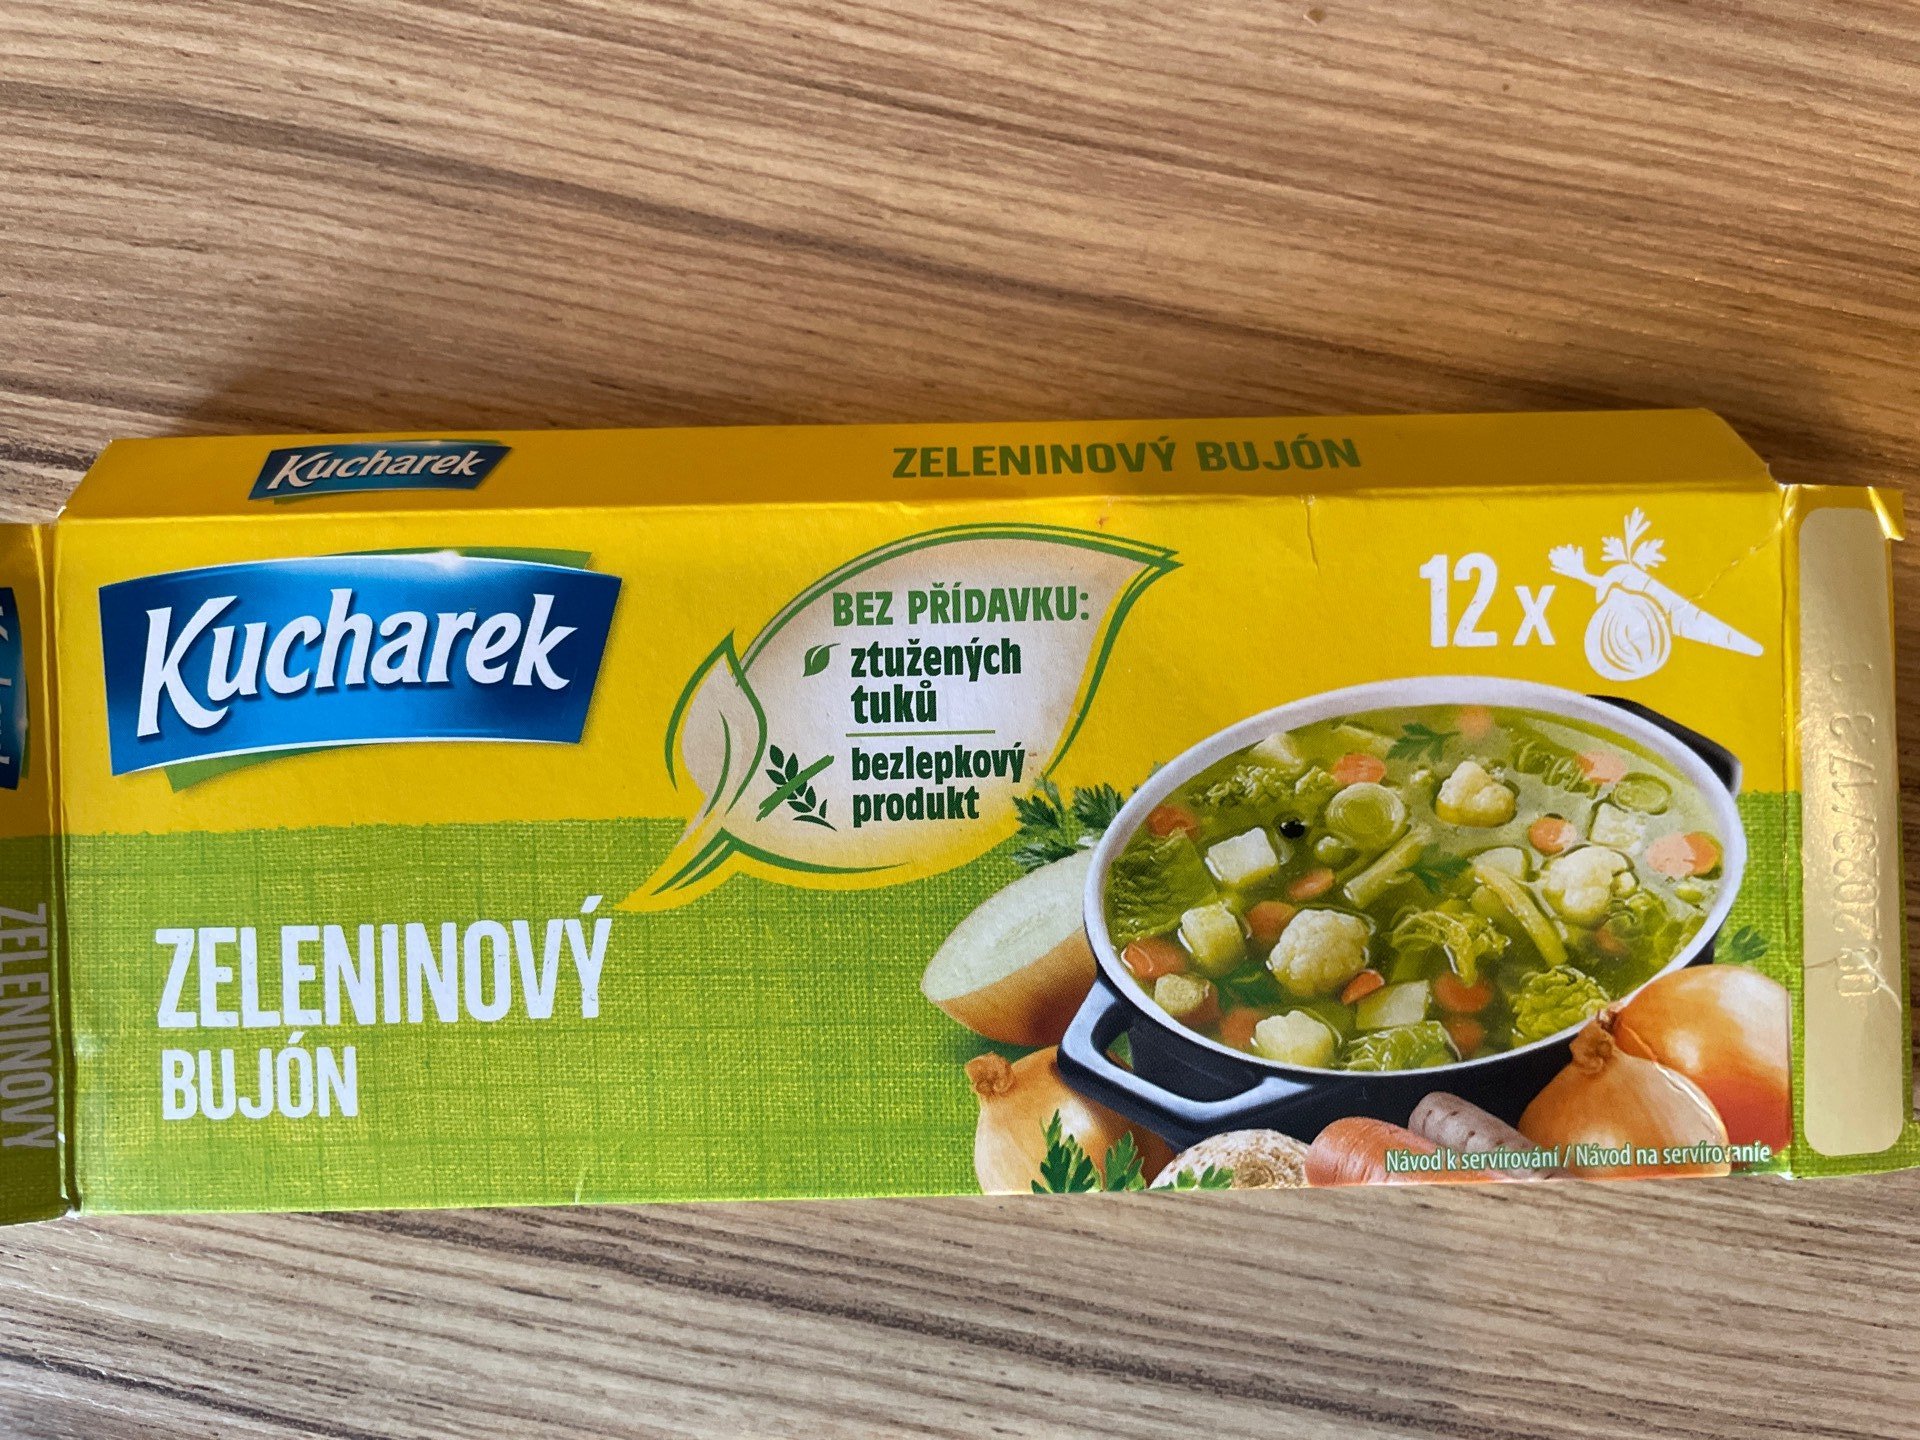 Kucharek
ZELENINOVÝ BUJÓN
Kucharek
BEZ PŘÍDAVKU:
ztužených
tuků
bezlepkový
produkt
12 x
ZELENINOVÝ
BUJÓN
Návod k servírování / Návod na servírovanie
ZELENINOVÝ